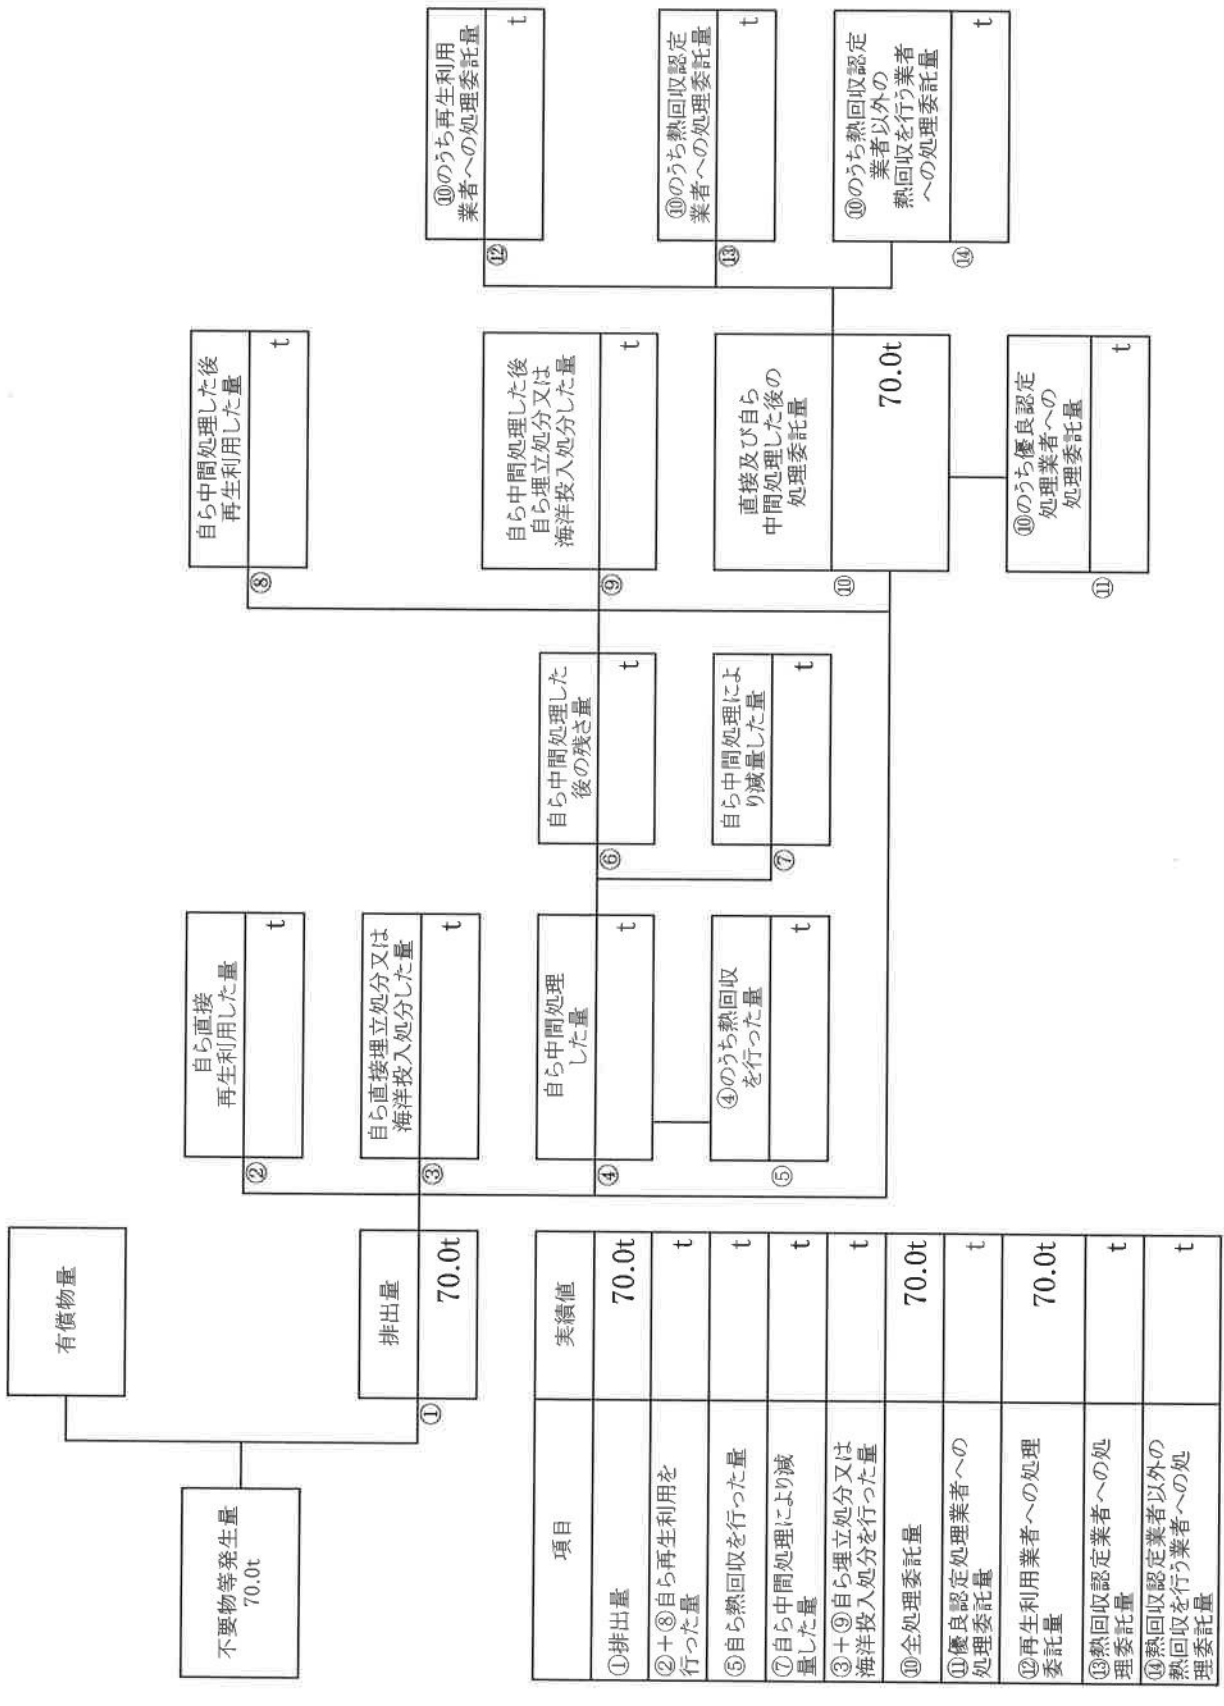 不要物等発生量
70.0t
有償物量
排出量
①
70.0t
自ら直接
再生利用した量
②
t
自ら直接埋立処分又は
海洋投入処分した量
③
t
自ら中間処理
した量
④
t
④のうち熱回収
を行った量
⑤
t
自ら中間処理した
後の残さ量
⑥
t
自ら中間処理によ
り減量した量
⑦
t
自ら中間処理した後
再生利用した量
⑧
t
自ら中間処理した後
自ら埋立処分又は
海洋投入処分した量
⑨
t
直接及び自ら
中間処理した後の
処理委託量
⑩
70.0t
⑩のうち優良認定
処理業者への
処理委託量
⑪
t
⑩のうち再生利用
業者への処理委託量
⑫
t
⑩のうち熱回収認定
業者への処理委託量
⑬
t
⑩のうち熱回収認定
業者以外の
熱回収を行う業者
への処理委託量
⑭
t
項目
実績値
①排出量
70.0t
②+⑧自ら再生利用を
行った量
t
⑤自ら熱回収を行った量
t
⑦自ら中間処理により減
量した量
t
③+⑨自ら埋立処分又は
海洋投入処分を行った量
t
⑩全処理委託量
70.0t
⑪優良認定処理業者への
処理委託量
t
⑫再生利用業者への処理
委託量
70.0t
⑬熱回収認定業者への処
理委託量
t
⑭熱回収認定業者以外の
熱回収を行う業者への処
理委託量
t